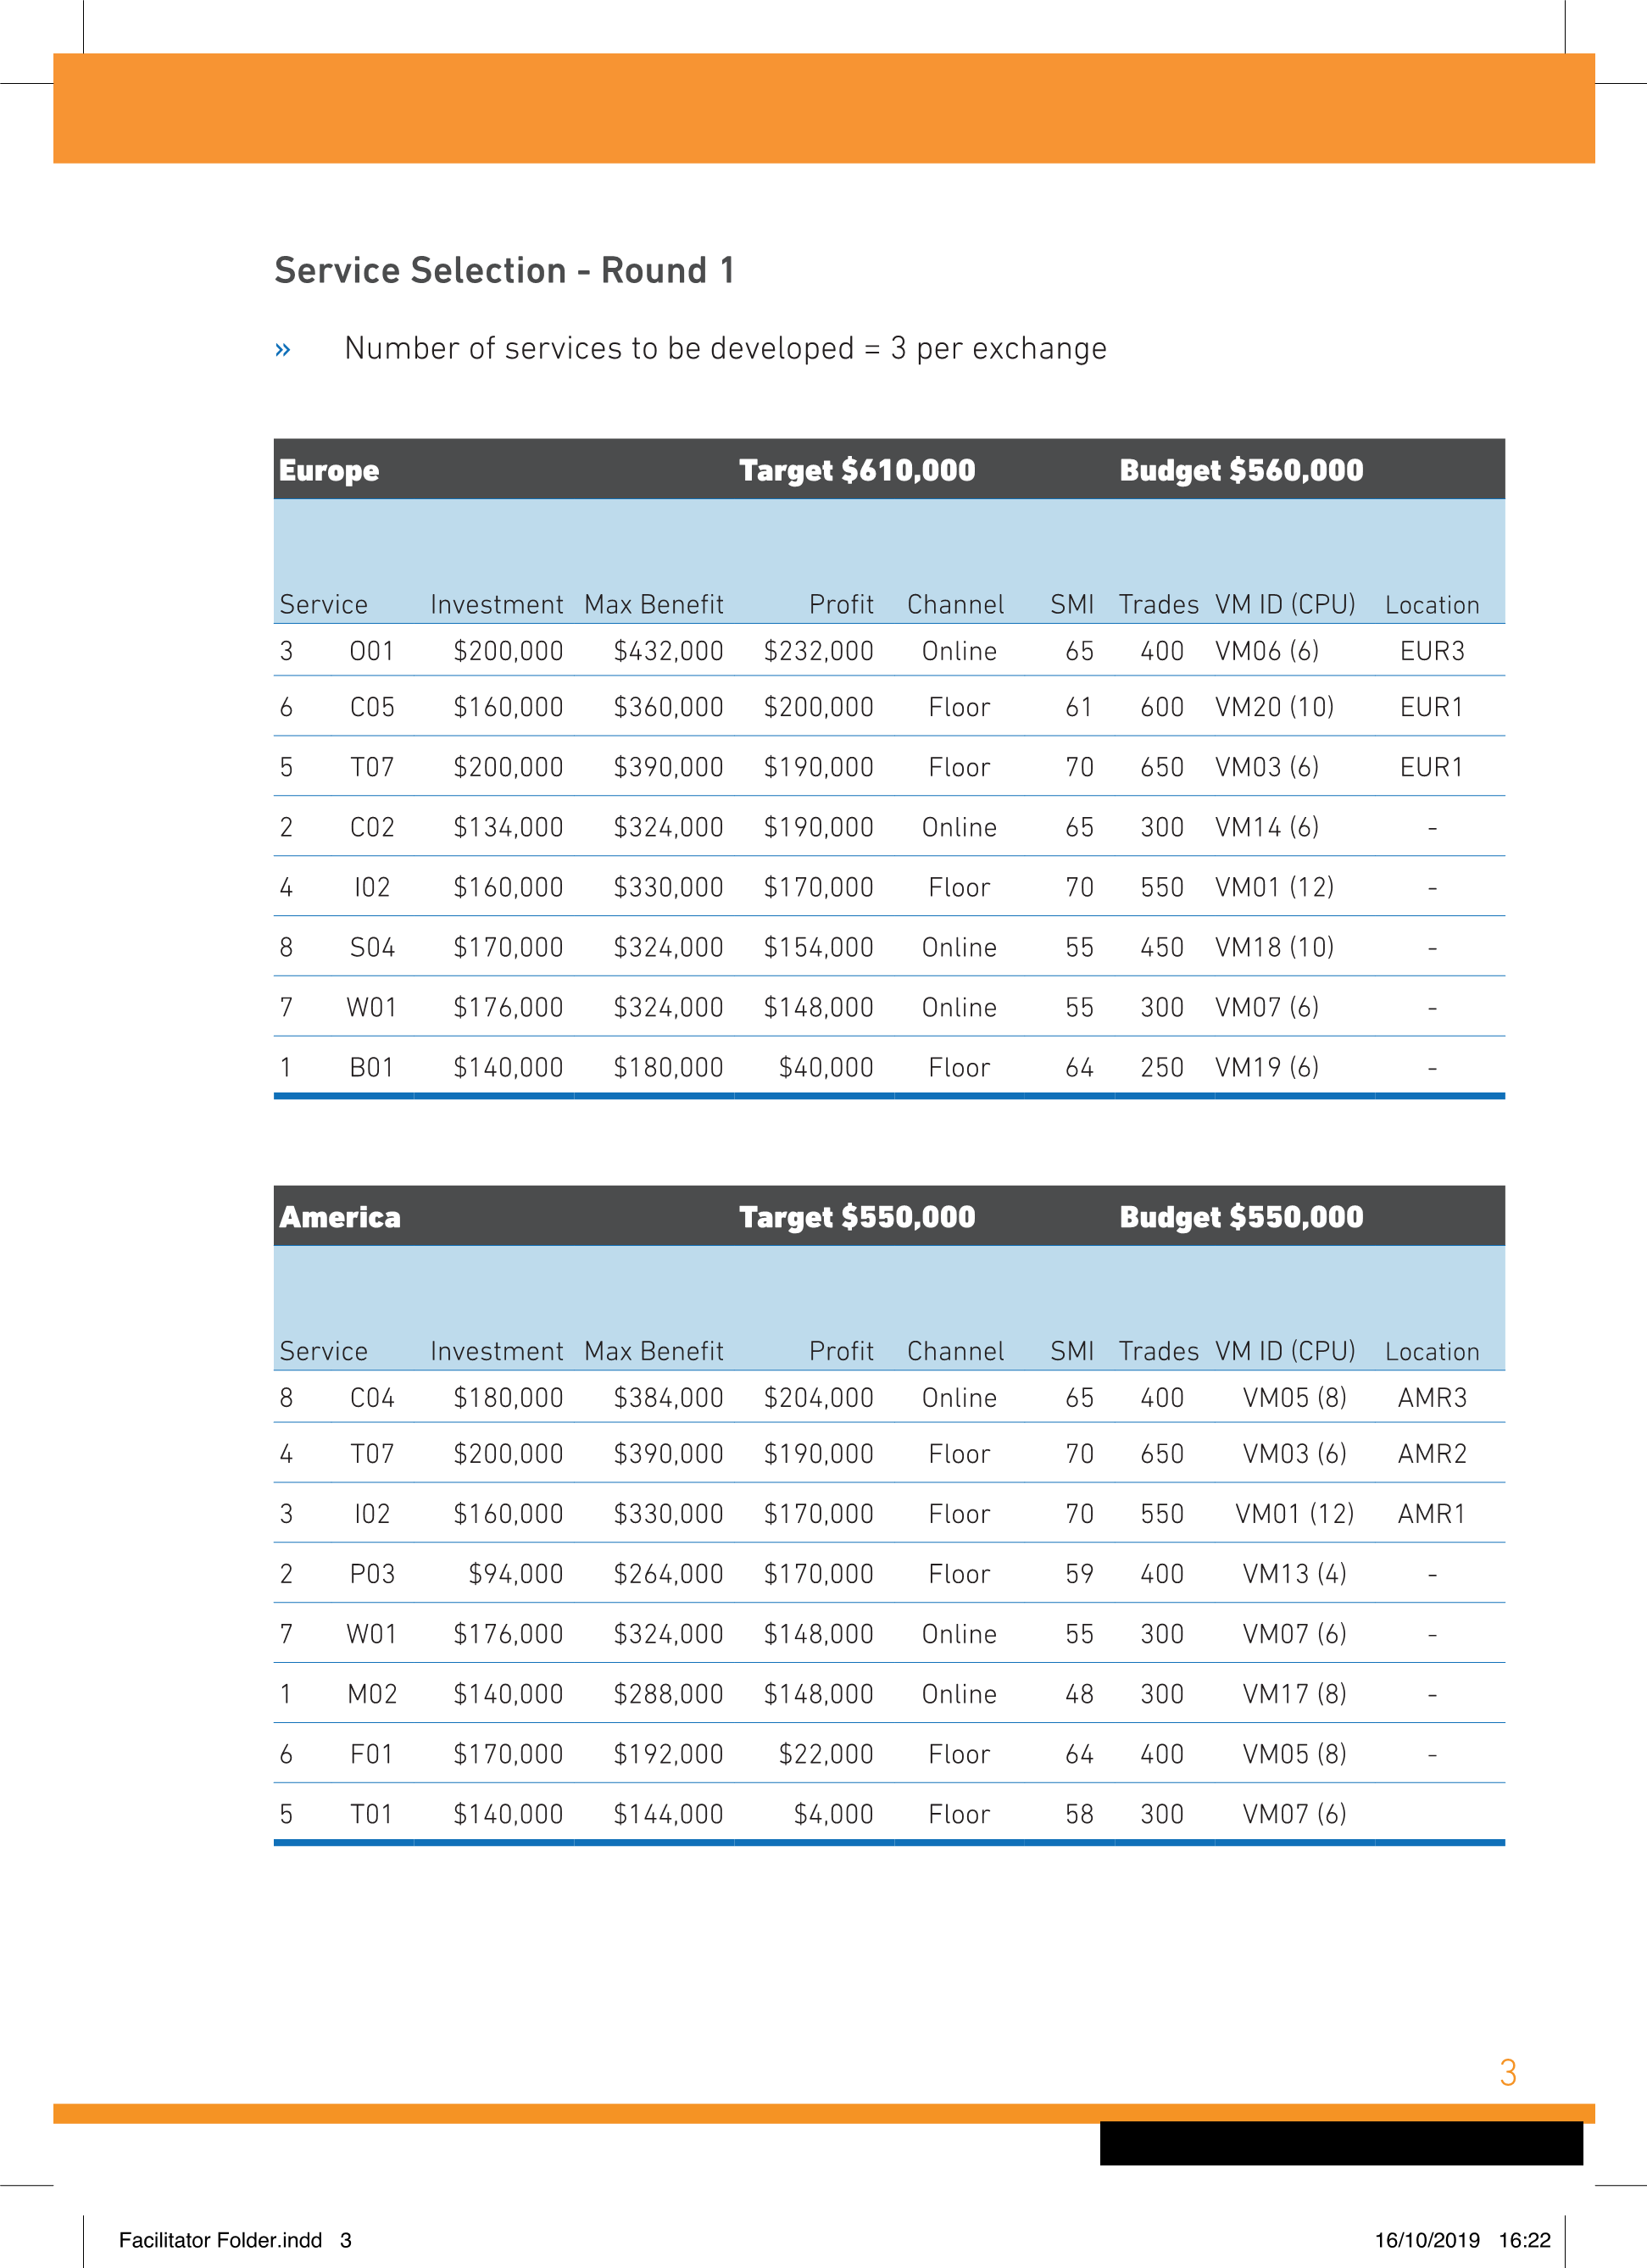 Service Selection - Round 1
» Number of services to be developed = 3 per exchange
Europe Target $610,000 Budget $560,000
Service Investment Max Benefit Profit Channel SMI Trades VM ID (CPU) Location
3 O01 $200,000 $432,000 $232,000 Online 65 400 VM06 (6) EUR3
6 C05 $160,000 $360,000 $200,000 Floor 61 600 VM20 (10) EUR1
5 T07 $200,000 $390,000 $190,000 Floor 70 650 VM03 (6) EUR1
2 C02 $134,000 $324,000 $190,000 Online 65 300 VM14 (6) -
4 I02 $160,000 $330,000 $170,000 Floor 70 550 VM01 (12) -
8 S04 $170,000 $324,000 $154,000 Online 55 450 VM18 (10) -
7 W01 $176,000 $324,000 $148,000 Online 55 300 VM07 (6) -
1 B01 $140,000 $180,000 $40,000 Floor 64 250 VM19 (6) -
America Target $550,000 Budget $550,000
Service Investment Max Benefit Profit Channel SMI Trades VM ID (CPU) Location
8 C04 $180,000 $384,000 $204,000 Online 65 400 VM05 (8) AMR3
4 T07 $200,000 $390,000 $190,000 Floor 70 650 VM03 (6) AMR2
3 I02 $160,000 $330,000 $170,000 Floor 70 550 VM01 (12) AMR1
2 P03 $94,000 $264,000 $170,000 Floor 59 400 VM13 (4) -
7 W01 $176,000 $324,000 $148,000 Online 55 300 VM07 (6) -
1 M02 $140,000 $288,000 $148,000 Online 48 300 VM17 (8) -
6 F01 $170,000 $192,000 $22,000 Floor 64 400 VM05 (8) -
5 T01 $140,000 $144,000 $4,000 Floor 58 300 VM07 (6)
3
Facilitator Folder.indd 3 16/10/2019 16:22